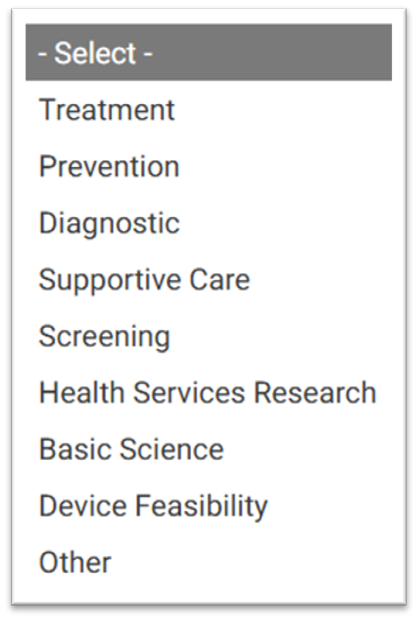 - Select -
Treatment
Prevention
Diagnostic
Supportive Care
Screening
Health Services Research
Basic Science
Device Feasibility
Other